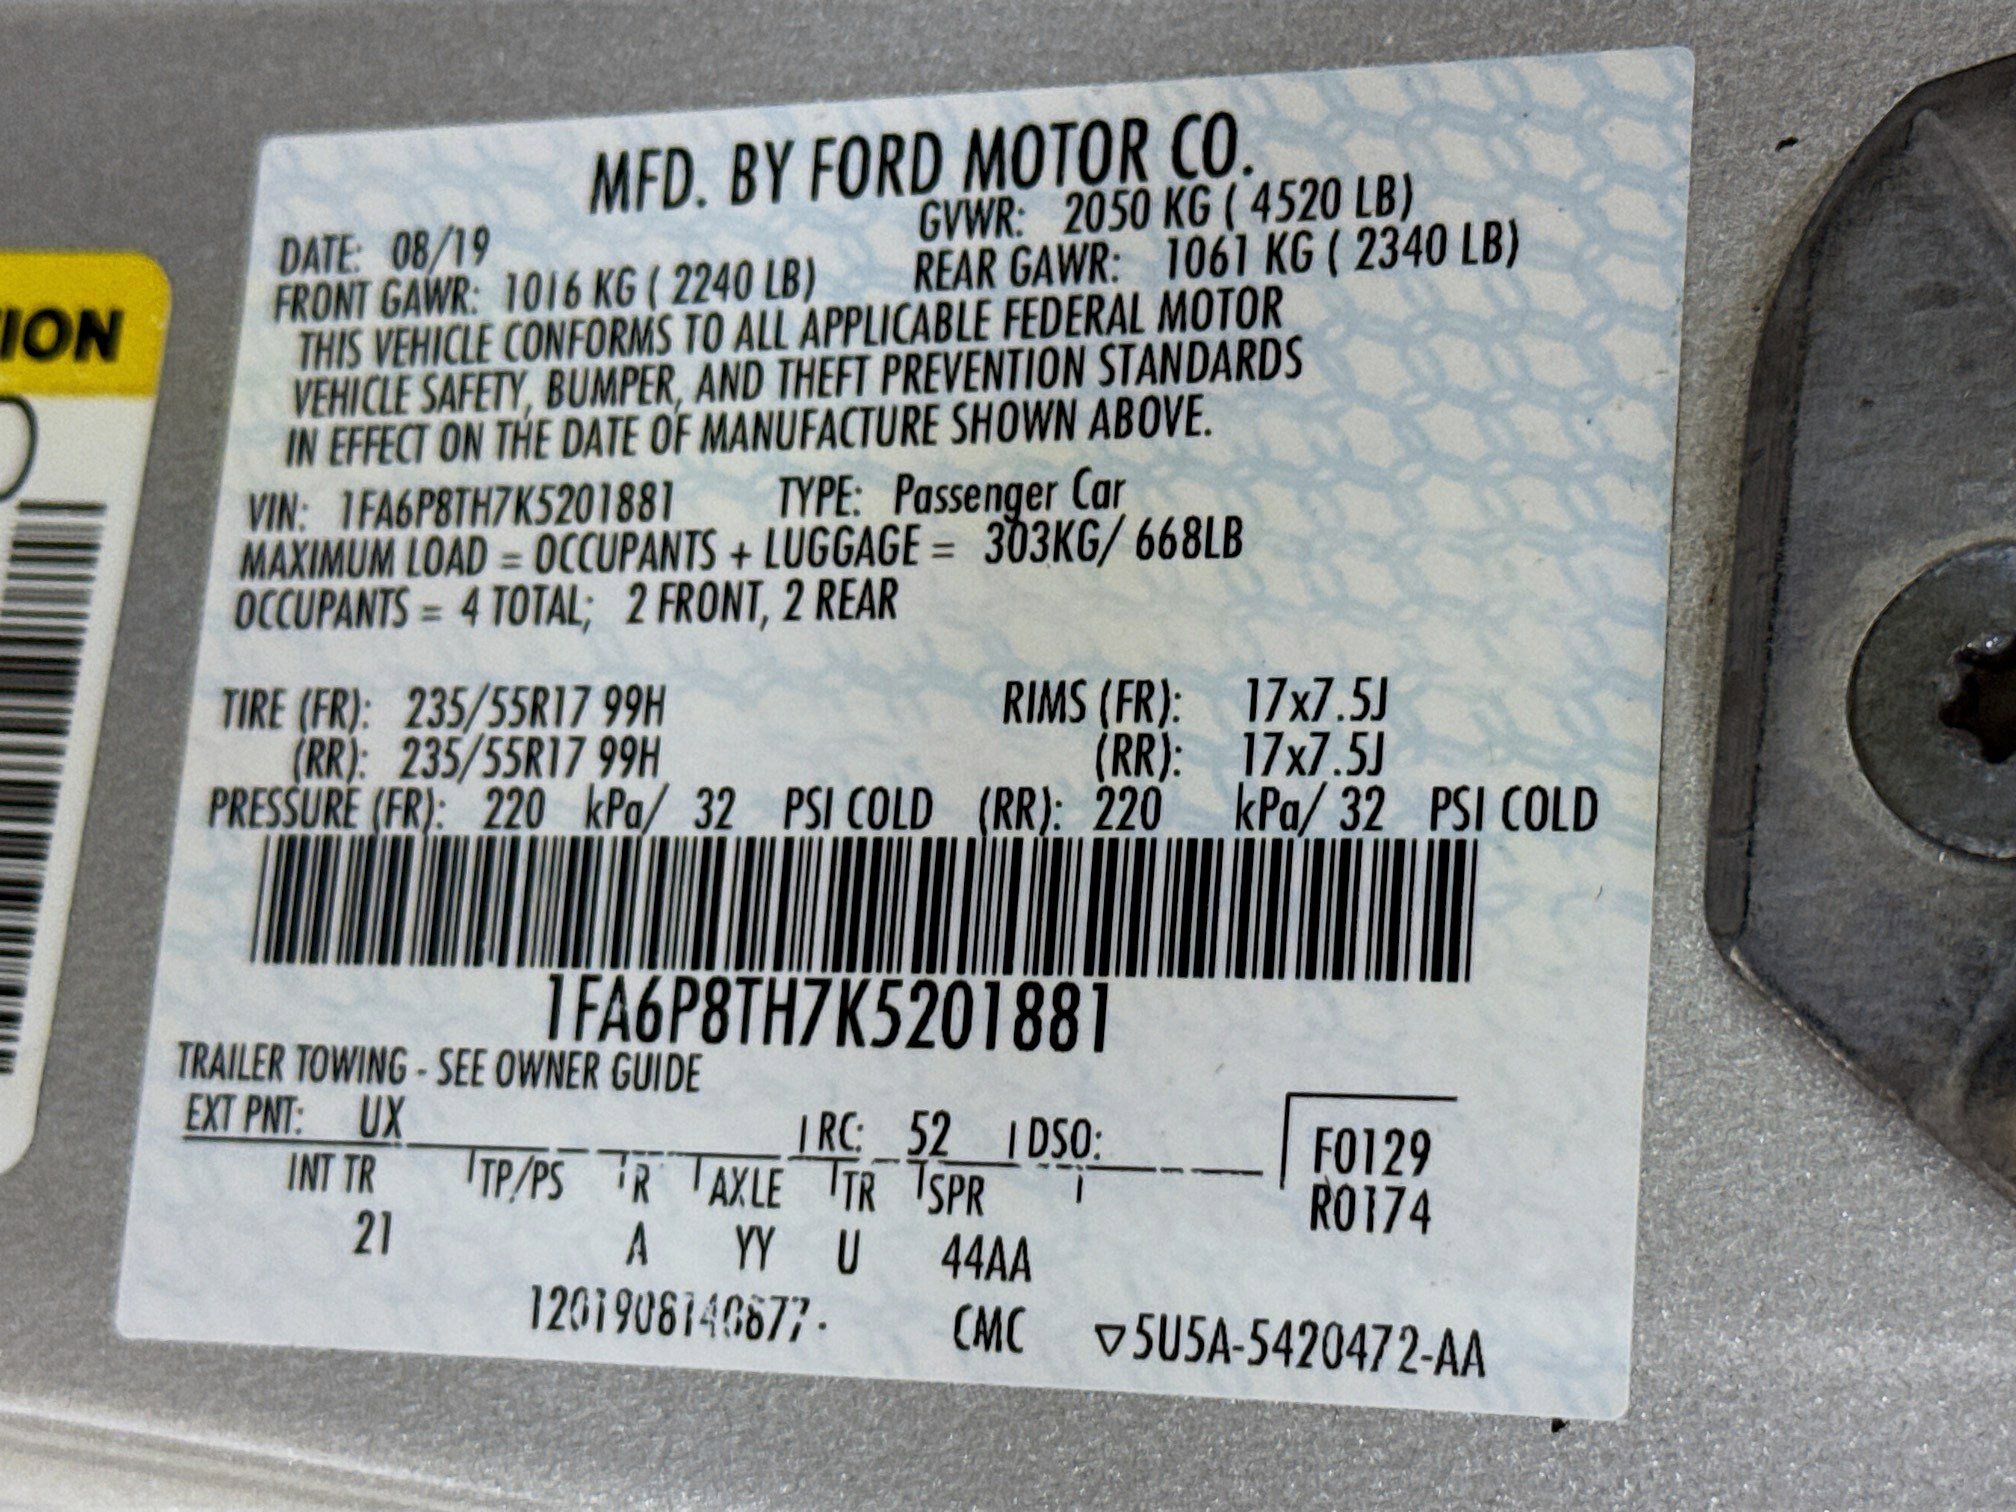 MFD. BY FORD MOTOR CO.
DATE: 08/19 GVWR: 2050 KG ( 4520 LB)
FRONT GAWR: 1016 KG ( 2240 LB) REAR GAWR: 1061 KG ( 2340 LB)
THIS VEHICLE CONFORMS TO ALL APPLICABLE FEDERAL MOTOR
VEHICLE SAFETY, BUMPER, AND THEFT PREVENTION STANDARDS
IN EFFECT ON THE DATE OF MANUFACTURE SHOWN ABOVE.
VIN: 1FA6P8TH7K5201881 TYPE: Passenger Car
MAXIMUM LOAD = OCCUPANTS + LUGGAGE = 303KG/ 668LB
OCCUPANTS = 4 TOTAL; 2 FRONT, 2 REAR
TIRE (FR): 235/55R17 99H RIMS (FR): 17x7.5J
(RR): 235/55R17 99H (RR): 17x7.5J
PRESSURE (FR): 220 kPa/ 32 PSI COLD (RR): 220 kPa/ 32 PSI COLD
1FA6P8TH7K5201881
TRAILER TOWING - SEE OWNER GUIDE
EXT PNT: UX RC: 52 DSO:
F0129
INT TR TP/PS R AXLE TR SPR
R0174
21 A YY U 44AA
CMC ▽5U5A-5420472-AA